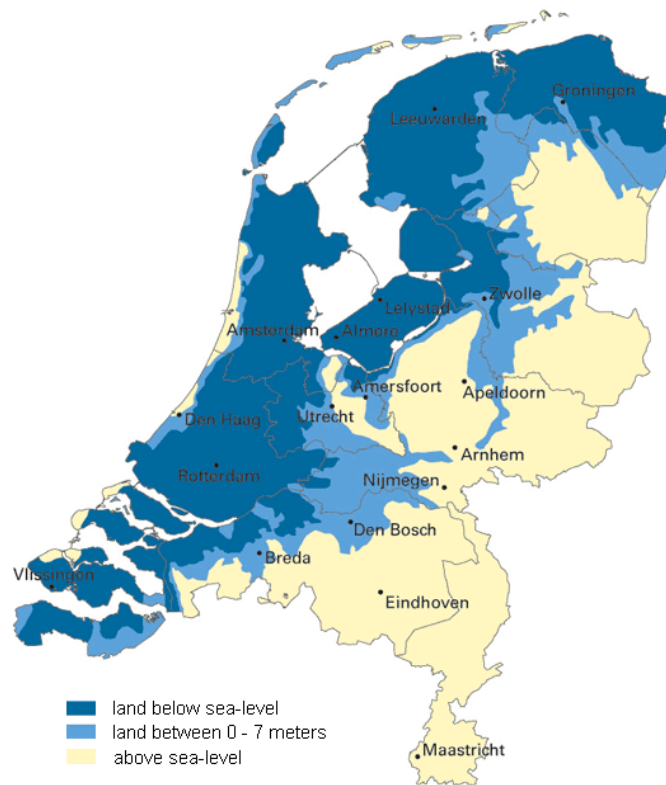 Groningen
Leeuwarden
Zwolle
Lelystad
Amsterdam
Almore
Amersfoort
Apeldoorn
Utrecht
Den Haag
Arnhem
Rotterdam
Nijmegen
Den Bosch
Breda
Vlissingen
Eindhoven
land below sea-level
land between 0 - 7 meters
above sea-level
Maastricht